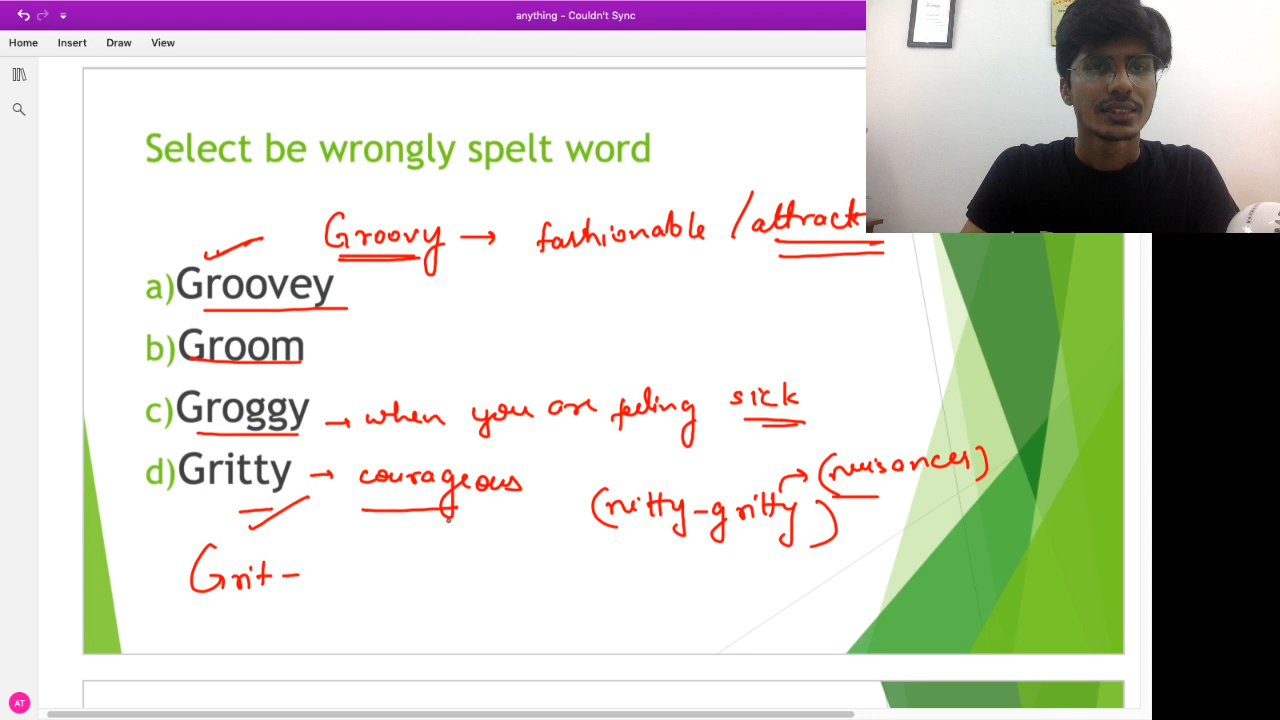 anything - Couldn't Sync
Home Insert Draw View
Select be wrongly spelt word
Groovy → fashionable / attract
a) Groovey
b) Groom
c) Groggy → when you are feeling sick
d) Gritty → courageous
(nuisances)
(nitty-gritty)
Grit -
AT